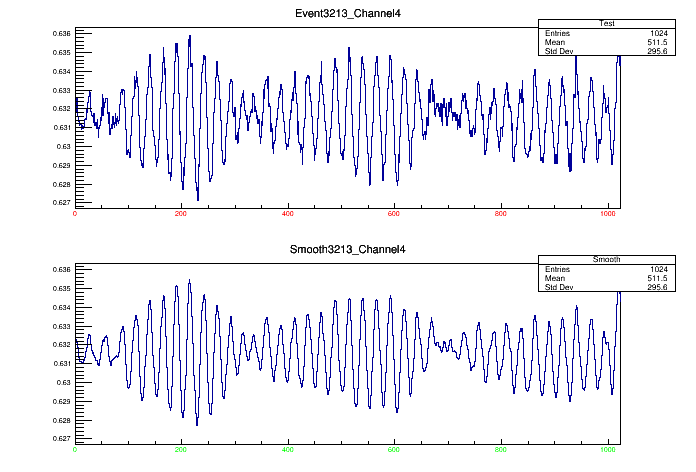 Event3213_Channel4
Test
Entries 1024
Mean 511.5
Std Dev 295.6
0.636
0.635
0.634
0.633
0.632
0.631
0.63
0.629
0.628
0.627
0 200 400 600 800 1000
Smooth3213_Channel4
Smooth
Entries 1024
Mean 511.5
Std Dev 295.6
0.636
0.635
0.634
0.633
0.632
0.631
0.63
0.629
0.628
0.627
0 200 400 600 800 1000